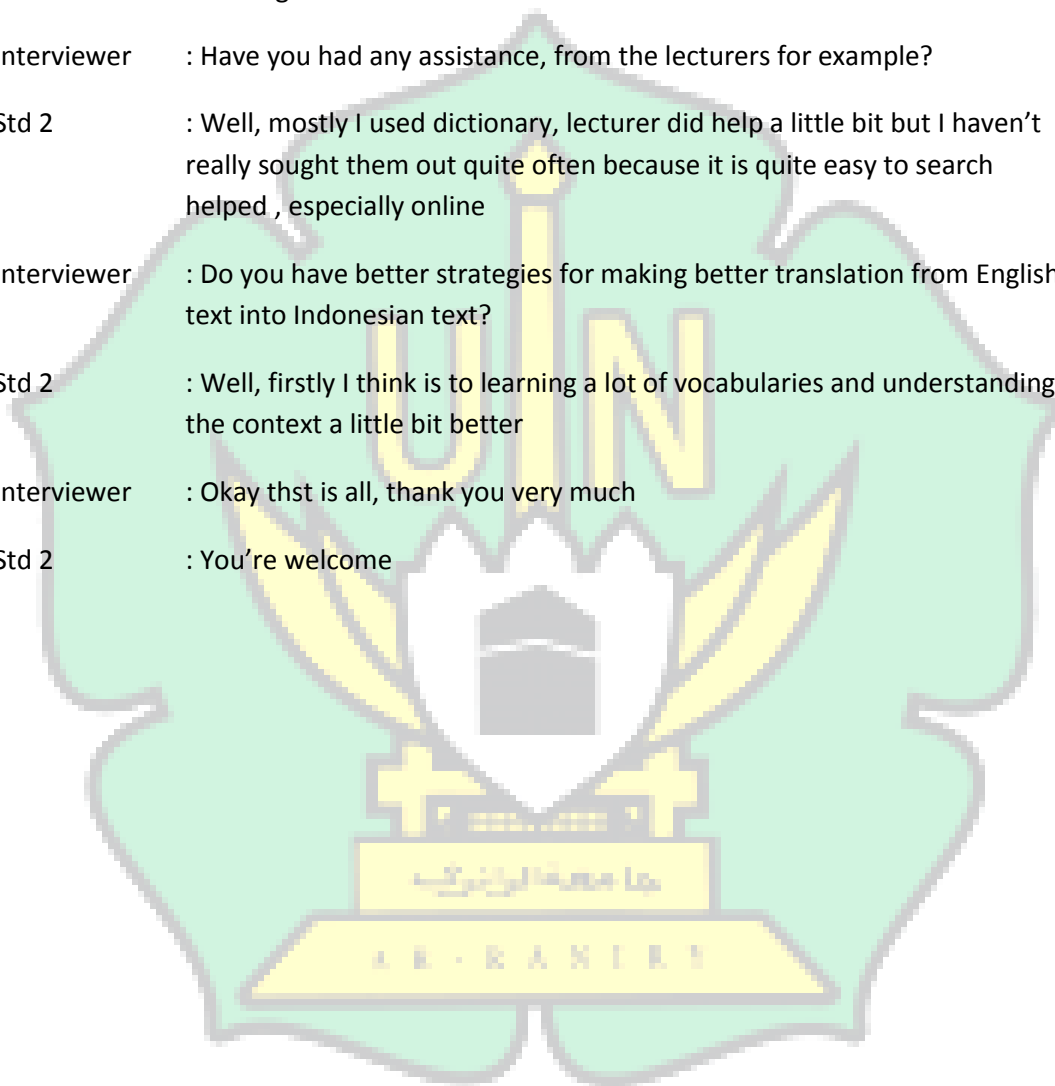 Interviewer : Have you had any assistance, from the lecturers for example?
Std 2 : Well, mostly I used dictionary, lecturer did help a little bit but I haven’t
really sought them out quite often because it is quite easy to search
helped , especially online
Interviewer : Do you have better strategies for making better translation from English
text into Indonesian text?
Std 2 : Well, firstly I think is to learning a lot of vocabularies and understanding
the context a little bit better
Interviewer : Okay thst is all, thank you very much
Std 2 : You’re welcome
UIN
AR-RANIRY